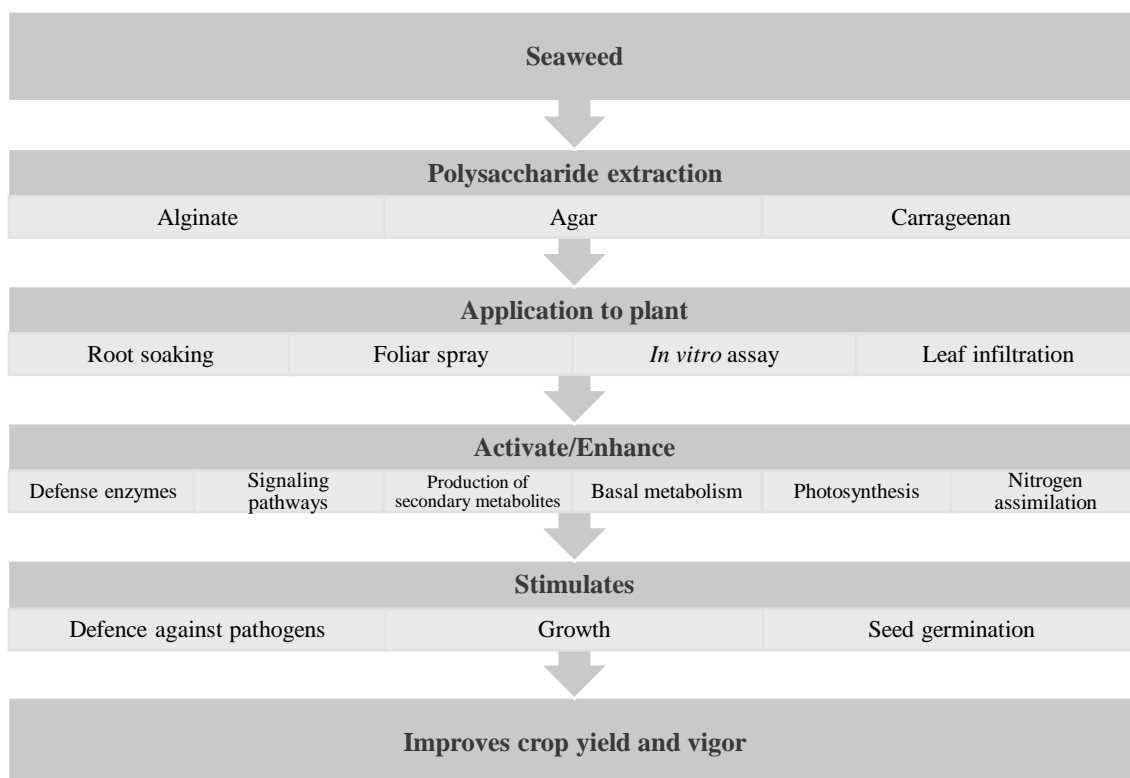 Seaweed
Polysaccharide extraction
Alginate
Agar
Carrageenan
Application to plant
Root soaking
Foliar spray
In vitro assay
Leaf infiltration
Activate/Enhance
Defense enzymes
Signaling
pathways
Production of
secondary metabolites
Basal metabolism
Photosynthesis
Nitrogen
assimilation
Stimulates
Defence against pathogens
Growth
Seed germination
Improves crop yield and vigor